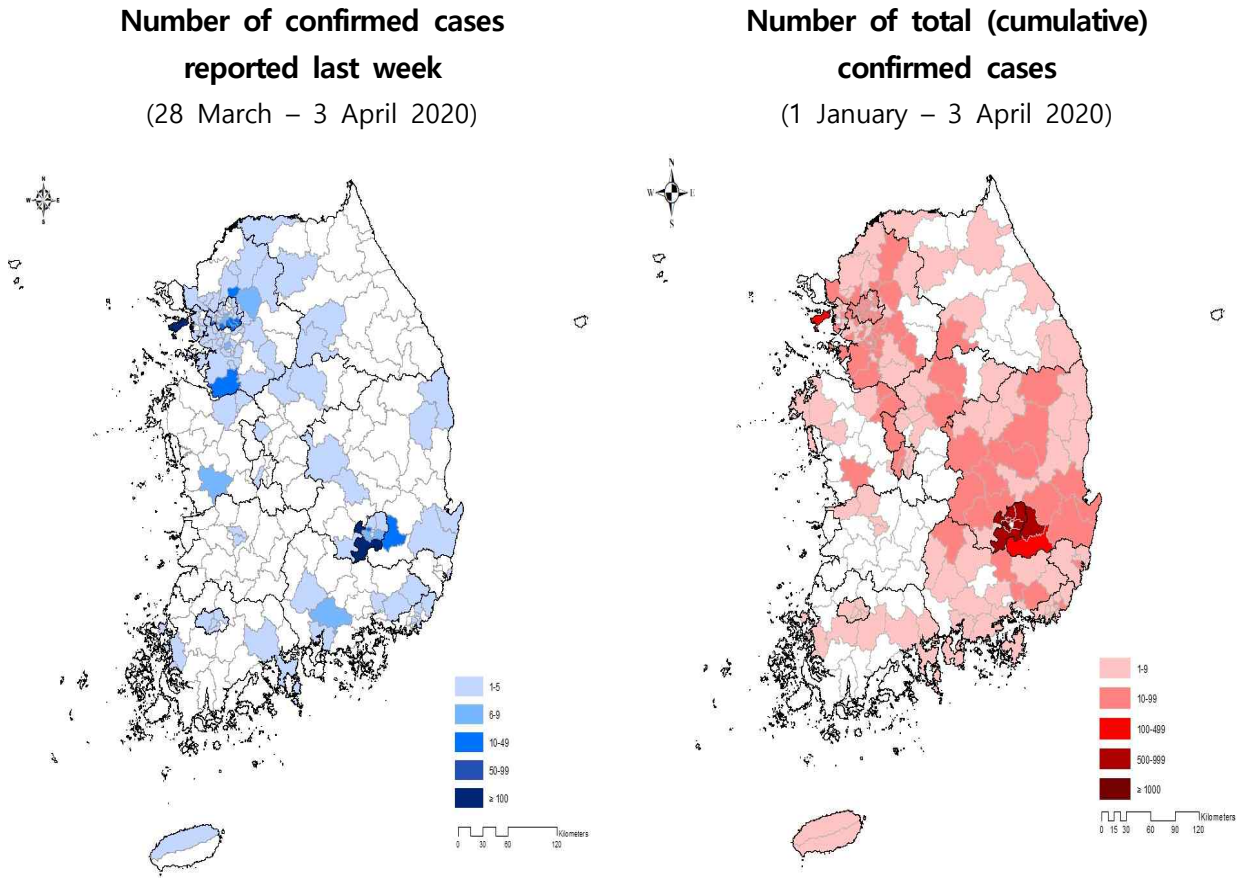 Number of confirmed cases
reported last week
(28 March – 3 April 2020)
N
W E
S
1-5
6-9
10-49
50-99
≥ 100
Kilometers
0 30 60 120
Number of total (cumulative)
confirmed cases
(1 January – 3 April 2020)
N
W E
S
1-9
10-99
100-499
500-999
≥ 1000
Kilometers
0 15 30 60 90 120